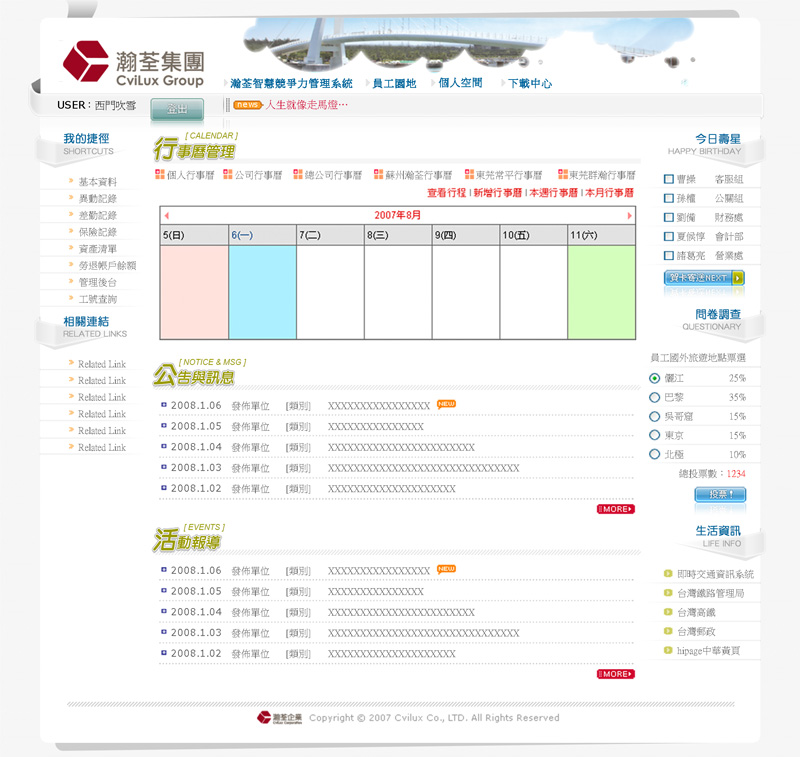 瀚荃集團
CviLux Group
瀚荃智慧競爭力管理系統 員工園地 個人空間 下載中心
USER：西門吹雪 登出 news 人生就像走馬燈…
我的捷徑
SHORTCUTS
基本資料
異動記錄
差勤記錄
保險記錄
資產清單
勞退帳戶餘額
管理後台
工號查詢
相關連結
RELATED LINKS
Related Link
Related Link
Related Link
Related Link
Related Link
Related Link
[ CALENDAR ]
行事曆管理
個人行事曆 公司行事曆 總公司行事曆 蘇州瀚荃行事曆 東莞常平行事曆 東莞群瀚行事曆
查看行程 | 新增行事曆 | 本週行事曆 | 本月行事曆
2007年8月
5(日) 6(一) 7(二) 8(三) 9(四) 10(五) 11(六)
[ NOTICE & MSG ]
公告與訊息
2008.1.06 發佈單位 [類別] XXXXXXXXXXXXXXXX NEW
2008.1.05 發佈單位 [類別] XXXXXXXXXXXXXXX
2008.1.04 發佈單位 [類別] XXXXXXXXXXXXXXXXXXXXXXX
2008.1.03 發佈單位 [類別] XXXXXXXXXXXXXXXXXXXXXXXXXXXXXX
2008.1.02 發佈單位 [類別] XXXXXXXXXXXXXXXXXXXX
MORE
[ EVENTS ]
活動報導
2008.1.06 發佈單位 [類別] XXXXXXXXXXXXXXXX NEW
2008.1.05 發佈單位 [類別] XXXXXXXXXXXXXXX
2008.1.04 發佈單位 [類別] XXXXXXXXXXXXXXXXXXXXXXX
2008.1.03 發佈單位 [類別] XXXXXXXXXXXXXXXXXXXXXXXXXXXXXX
2008.1.02 發佈單位 [類別] XXXXXXXXXXXXXXXXXXXX
MORE
今日壽星
HAPPY BIRTHDAY
曹操 客服組
孫權 公關組
劉備 財務處
夏侯惇 會計部
諸葛亮 營業處
賀卡寄送NEXT
問卷調查
QUESTIONARY
員工國外旅遊地點票選
麗江 25%
巴黎 35%
吳哥窟 15%
東京 15%
北極 10%
總投票數：1234
投票！
生活資訊
LIFE INFO
即時交通資訊系統
台灣鐵路管理局
台灣高鐵
台灣郵政
hipage中華黃頁
瀚荃企業 Copyright © 2007 Cvilux Co., LTD. All Rights Reserved